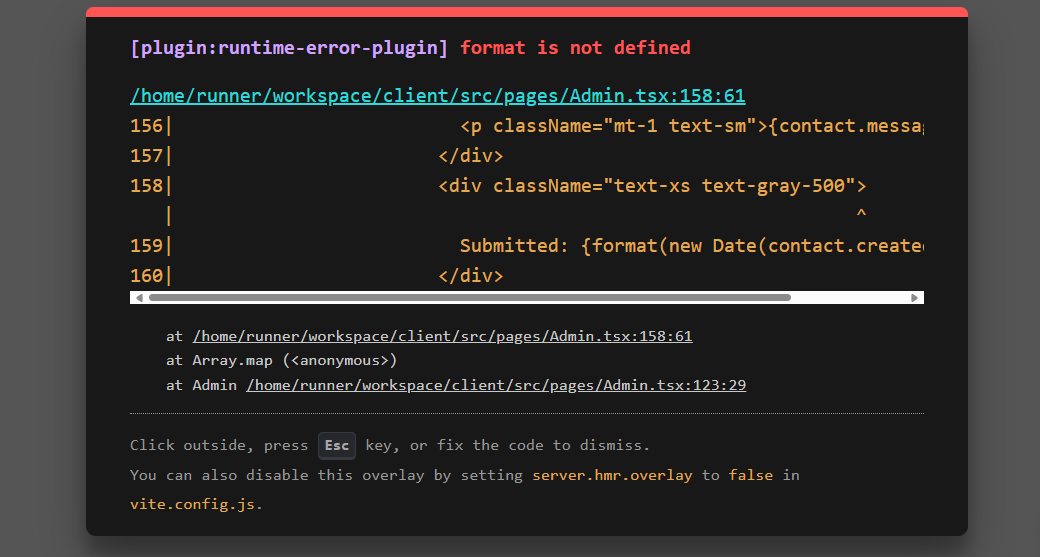 [plugin:runtime-error-plugin] format is not defined
/home/runner/workspace/client/src/pages/Admin.tsx:158:61
156|                          <p className="mt-1 text-sm">{contact.messa
157|                        </div>
158|                        <div className="text-xs text-gray-500">
   |                                                              ^
159|                          Submitted: {format(new Date(contact.create
160|                        </div>
at /home/runner/workspace/client/src/pages/Admin.tsx:158:61
at Array.map (<anonymous>)
at Admin /home/runner/workspace/client/src/pages/Admin.tsx:123:29
Click outside, press Esc key, or fix the code to dismiss.
You can also disable this overlay by setting server.hmr.overlay to false in
vite.config.js.